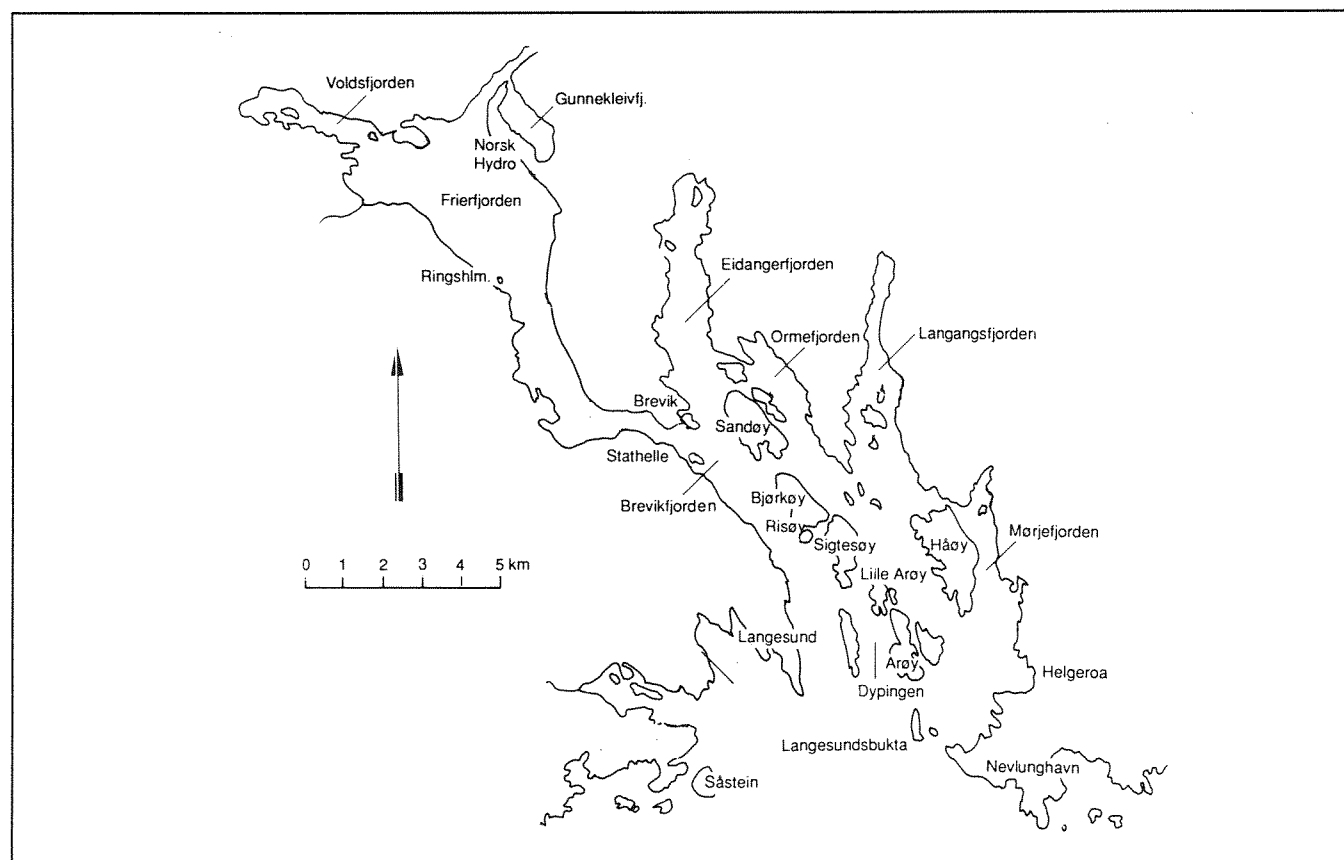 Voldsfjorden
Gunnekleivfj.
Norsk
Hydro
Frierfjorden
Ringshlm.
Eidangerfjorden
Ormefjorden
Langangsfjorden
Brevik
Sandøy
Stathelle
Brevikfjorden
Bjørkøy
Risøy
Sigtesøy
Håøy
Mørjefjorden
0 1 2 3 4 5 km
Lille Arøy
Langesund
Arøy
Helgeroa
Dypingen
Langesundsbukta
Nevlunghavn
Såstein